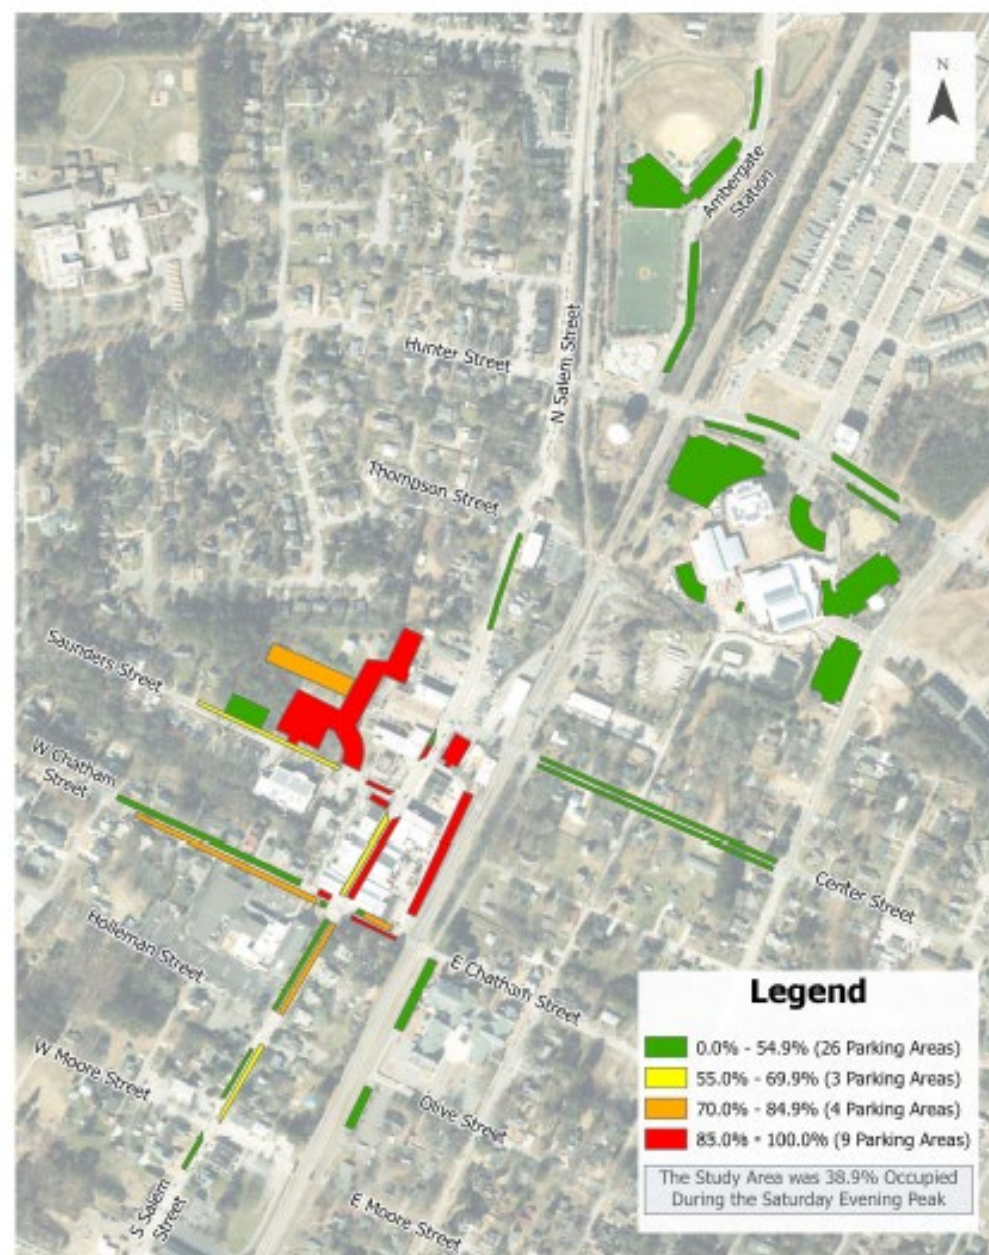 N
Ambergate
Station
Hunter Street
N Salem Street
Thompson Street
Saunders Street
W Chatham
Street
Center Street
Holleman Street
E Chatham Street
W Moore Street
Olive Street
S Salem
Street
E Moore Street
Legend
0.0% - 54.9% (26 Parking Areas)
55.0% - 69.9% (3 Parking Areas)
70.0% - 84.9% (4 Parking Areas)
85.0% - 100.0% (9 Parking Areas)
The Study Area was 38.9% Occupied
During the Saturday Evening Peak